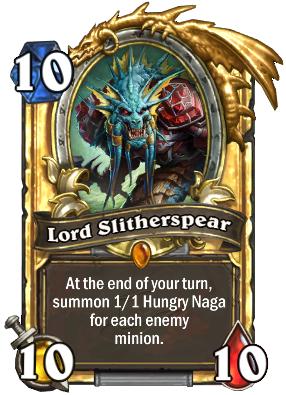 10
Lord Slitherspear
At the end of your turn,
summon 1/1 Hungry Naga
for each enemy
minion.
10
10